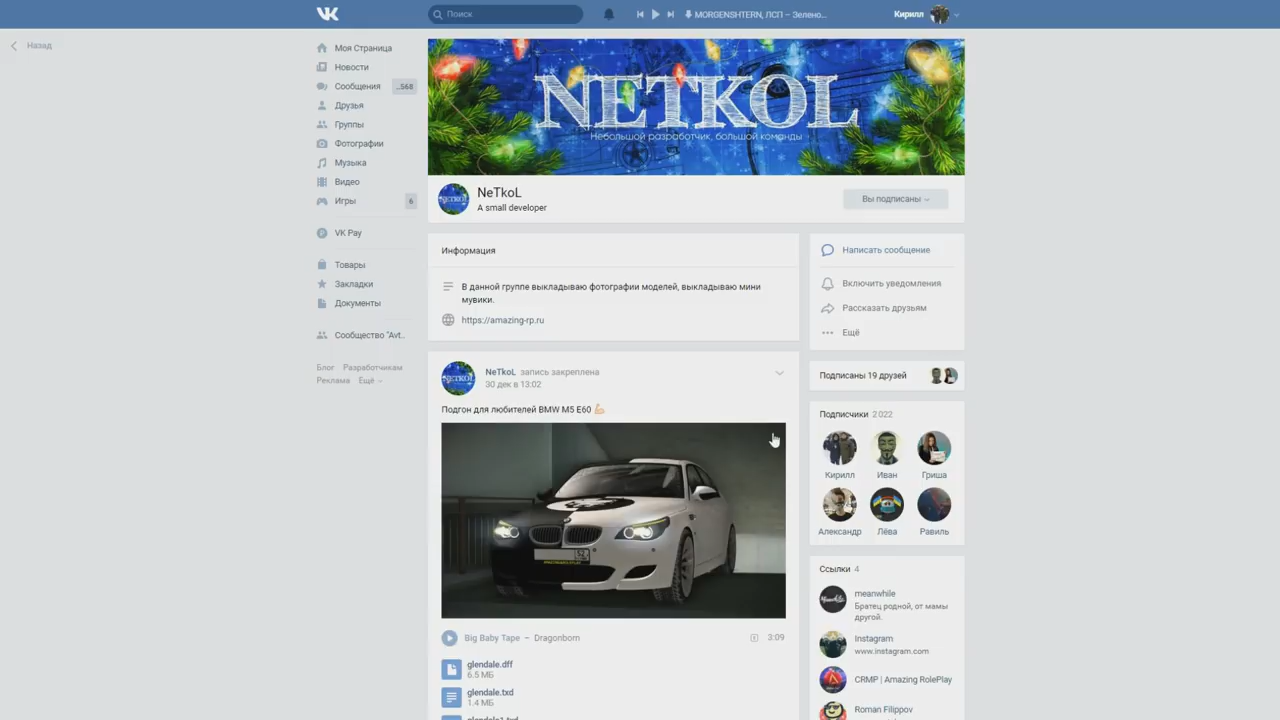 Поиск
MORGENSHTERN, ЛСП – Зелено...
Кирилл
Назад
Моя Страница
Новости
Сообщения
..568
Друзья
Группы
Фотографии
Музыка
Видео
Игры
6
VK Pay
Товары
Закладки
Документы
Сообщество "Avt..
Блог Разработчикам
Реклама Ещё
NETKOL
Небольшой разработчик, большой команды
NeTkoL
A small developer
Вы подписаны
Информация
В данной группе выкладываю фотографии моделей, выкладываю мини
мувики.
https://amazing-rp.ru
NeTkoL запись закреплена
30 дек в 13:02
Подгон для любителей BMW M5 E60
Big Baby Tape – Dragonborn
E
3:09
glendale.dff
6.5 МБ
glendale.txd
1.4 МБ
glendale1.txd
Написать сообщение
Включить уведомления
Рассказать друзьям
Ещё
Подписаны 19 друзей
Подписчики 2 022
Кирилл
Иван
Гриша
Александр
Лёва
Равиль
Ссылки 4
meanwhile
Братец родной, от мамы
другой.
Instagram
www.instagram.com
CRMP | Amazing RolePlay
Roman Filippov